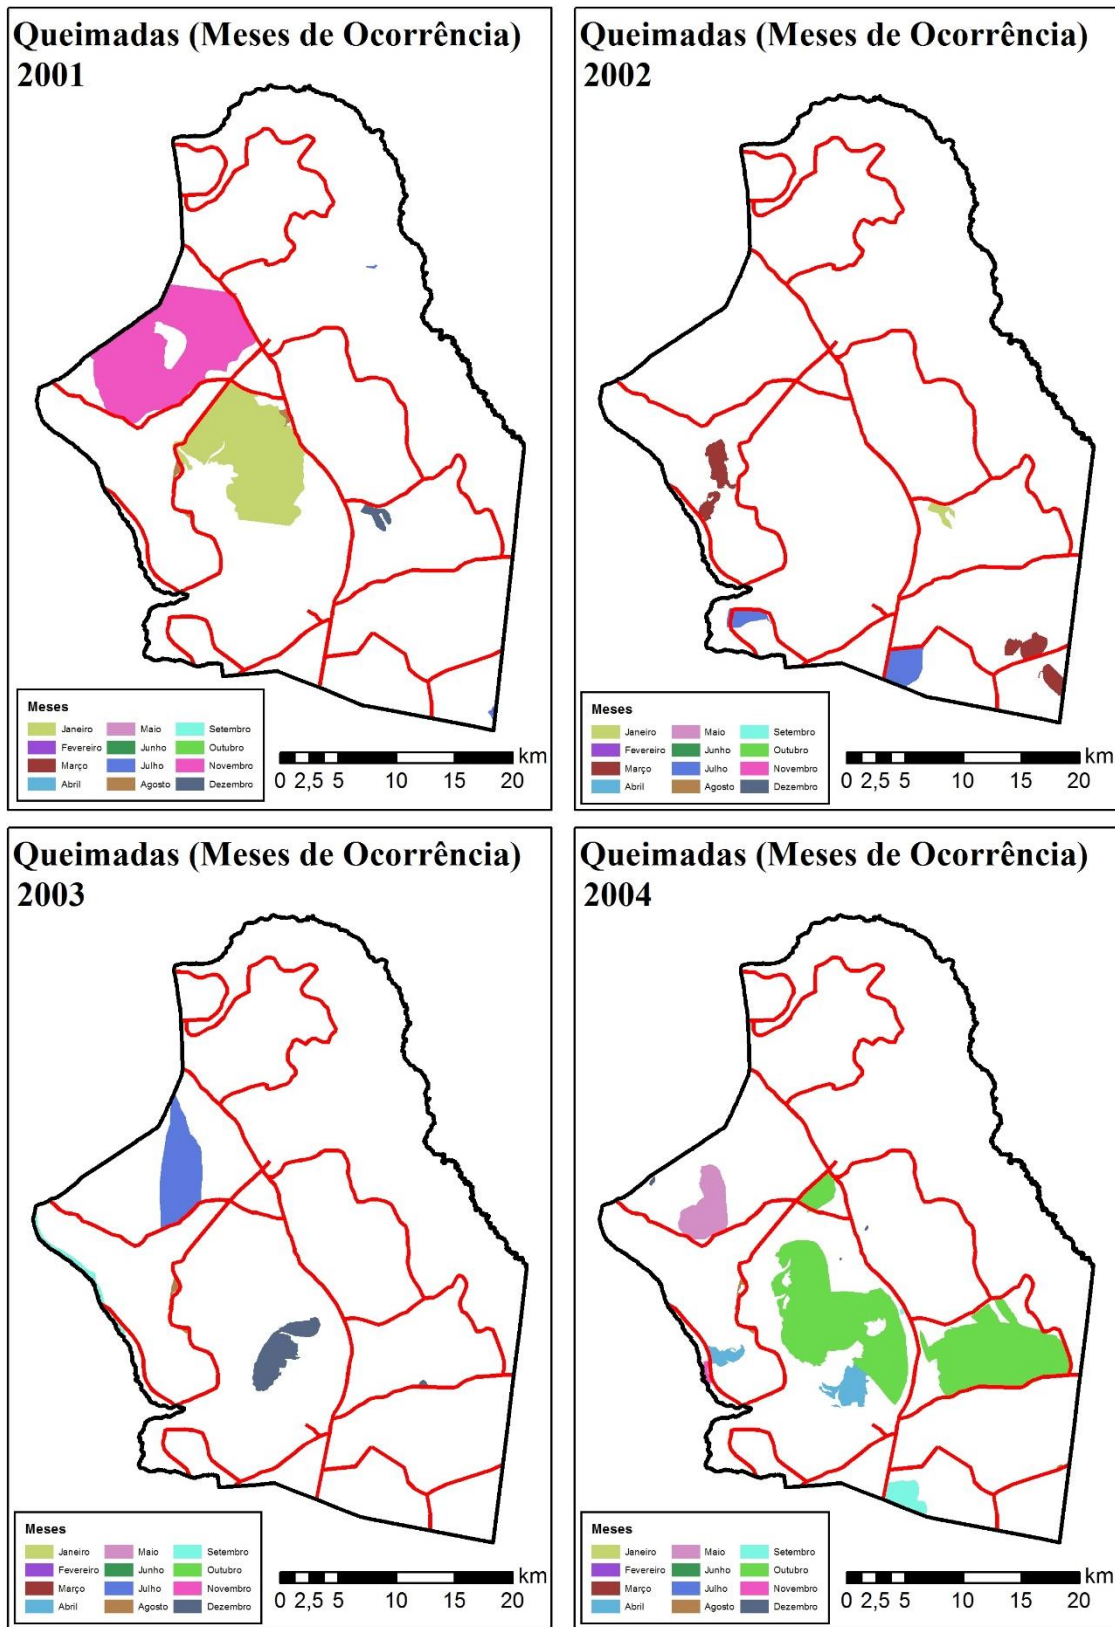 Queimadas (Meses de Ocorrência)
2001
Meses
Janeiro Maio Setembro
Fevereiro Junho Outubro
Março Julho Novembro
Abril Agosto Dezembro
km
0 2,5 5 10 15 20
Queimadas (Meses de Ocorrência)
2002
Meses
Janeiro Maio Setembro
Fevereiro Junho Outubro
Março Julho Novembro
Abril Agosto Dezembro
km
0 2,5 5 10 15 20
Queimadas (Meses de Ocorrência)
2003
Meses
Janeiro Maio Setembro
Fevereiro Junho Outubro
Março Julho Novembro
Abril Agosto Dezembro
km
0 2,5 5 10 15 20
Queimadas (Meses de Ocorrência)
2004
Meses
Janeiro Maio Setembro
Fevereiro Junho Outubro
Março Julho Novembro
Abril Agosto Dezembro
km
0 2,5 5 10 15 20